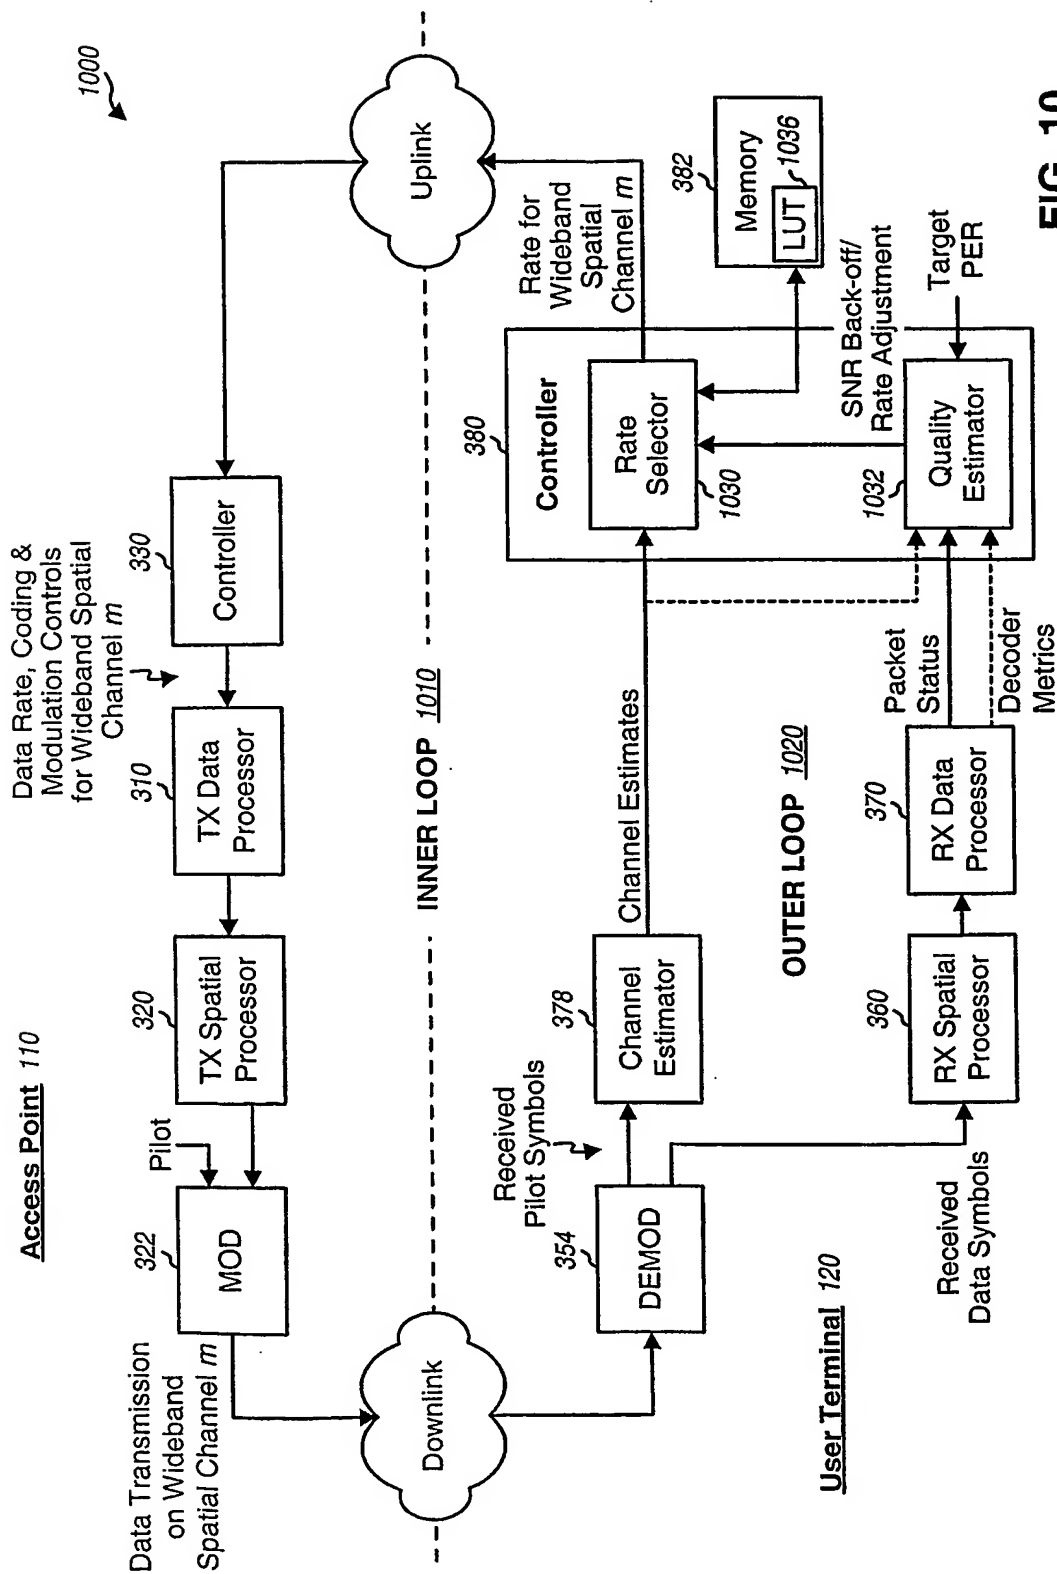 Access Point 110
1000
Data Transmission
on Wideband
Spatial Channel m
322
MOD
Pilot
320
TX Spatial
Processor
310
TX Data
Processor
Data Rate, Coding &
Modulation Controls
for Wideband Spatial
Channel m
330
Controller
Downlink
INNER LOOP 1010
Uplink
Rate for
Wideband
Spatial
Channel m
354
DEMOD
Received
Pilot Symbols
378
Channel
Estimator
Channel Estimates
380
Controller
Rate
Selector
1030
382
Memory
LUT
1036
SNR Back-off/
Rate Adjustment
OUTER LOOP 1020
User Terminal 120
Received
Data Symbols
360
RX Spatial
Processor
370
RX Data
Processor
Packet
Status
Decoder
Metrics
1032
Quality
Estimator
Target
PER
FIG. 10